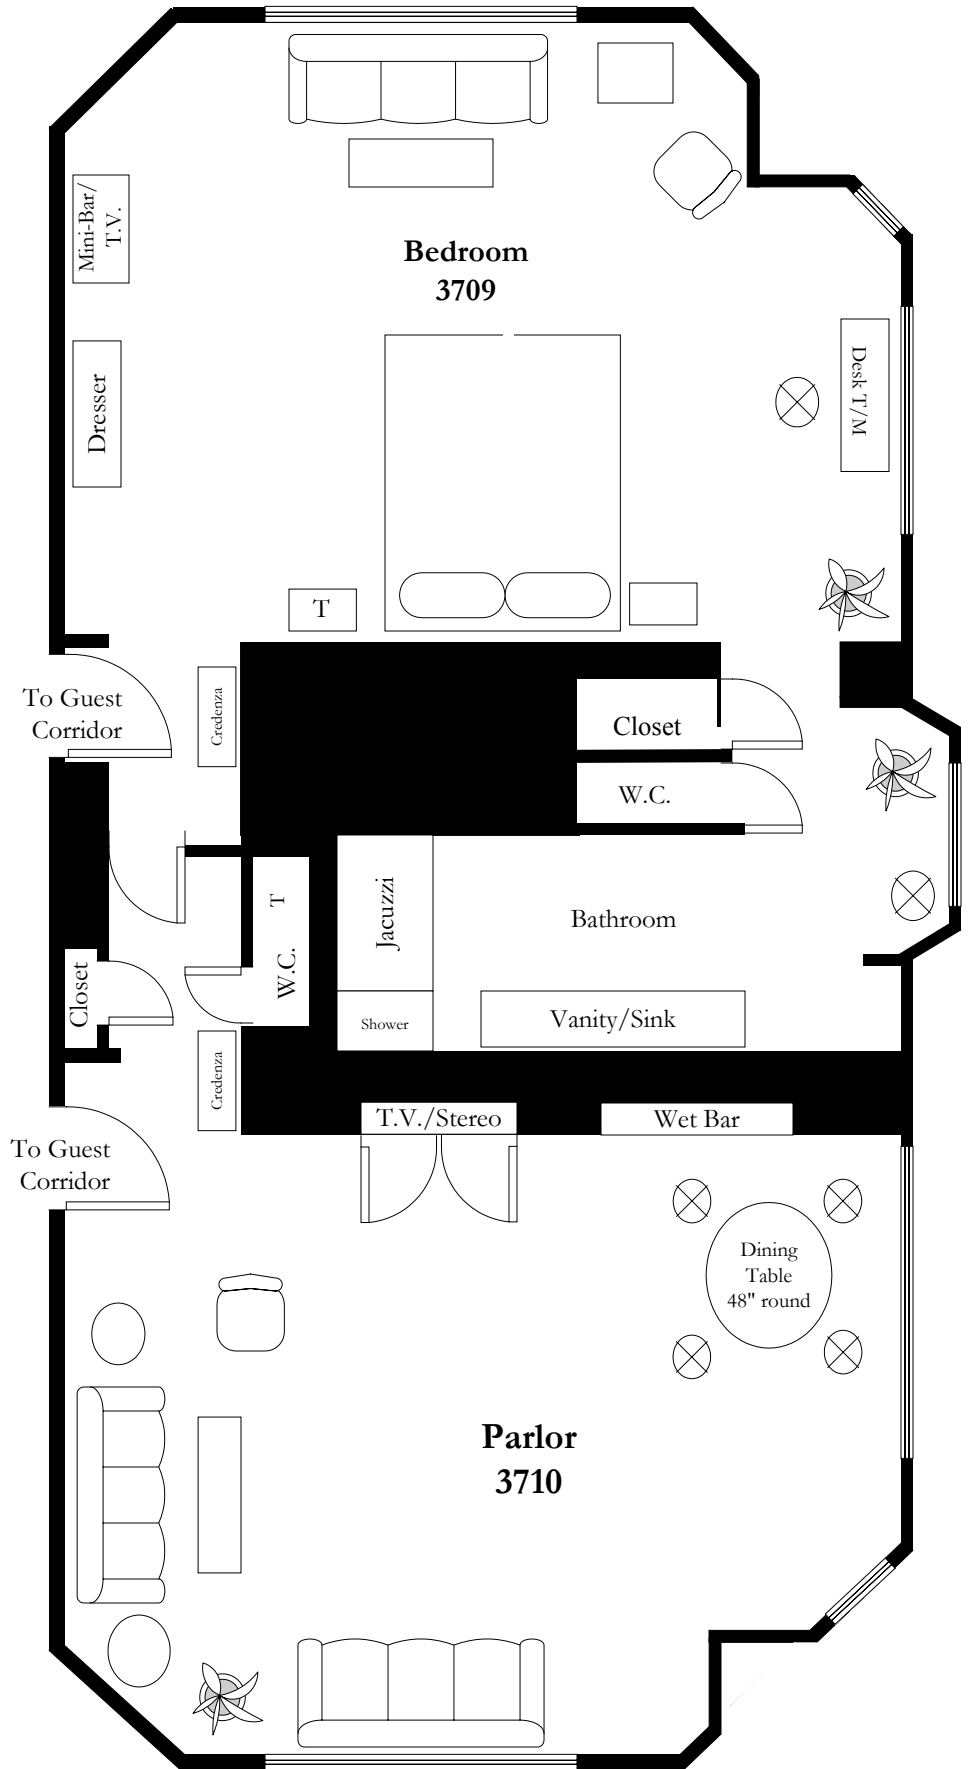 Mini-Bar/
T.V.
Bedroom
3709
Dresser
Desk T/M
T
To Guest
Corridor
Credenza
Closet
W.C.
Jacuzzi
Bathroom
T
W.C.
Closet
Shower
Vanity/Sink
Credenza
T.V./Stereo
Wet Bar
To Guest
Corridor
Dining
Table
48" round
Parlor
3710